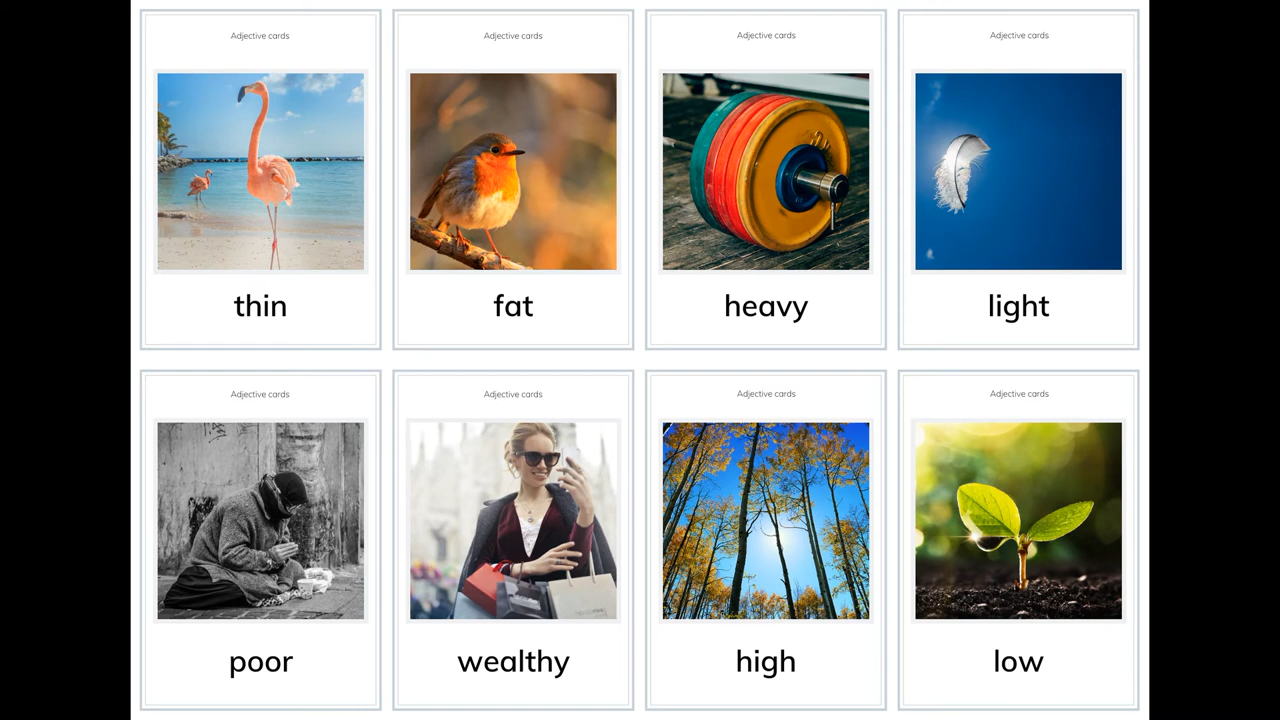 Adjective cards
Adjective cards
Adjective cards
Adjective cards
thin
fat
heavy
light
Adjective cards
Adjective cards
Adjective cards
Adjective cards
poor
wealthy
high
low